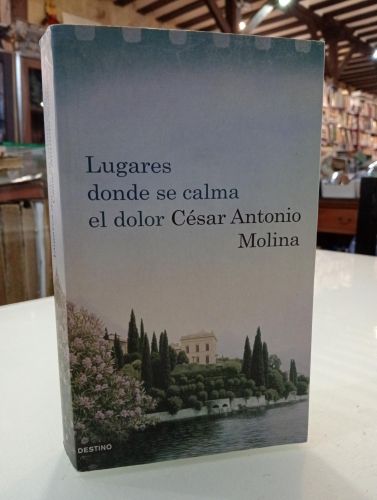 Lugares
donde se calma
el dolor César Antonio
Molina
DESTINO